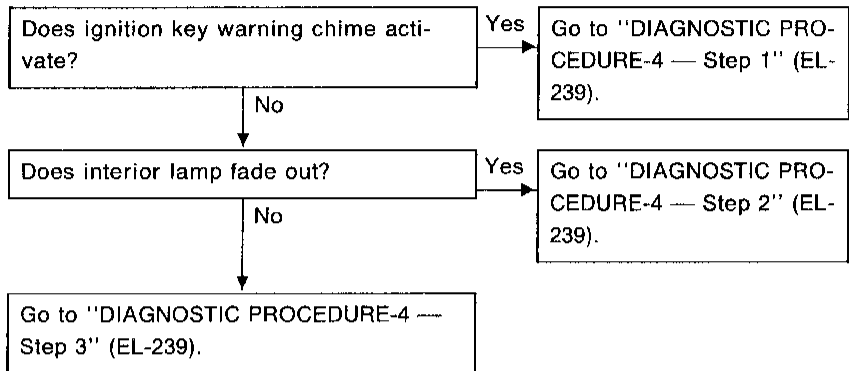 Does ignition key warning chime acti-
vate?
Yes
Go to "DIAGNOSTIC PRO-
CEDURE-4 — Step 1" (EL-
239).
No
Does interior lamp fade out?
Yes
Go to "DIAGNOSTIC PRO-
CEDURE-4 — Step 2" (EL-
239).
No
Go to "DIAGNOSTIC PROCEDURE-4 —
Step 3" (EL-239).